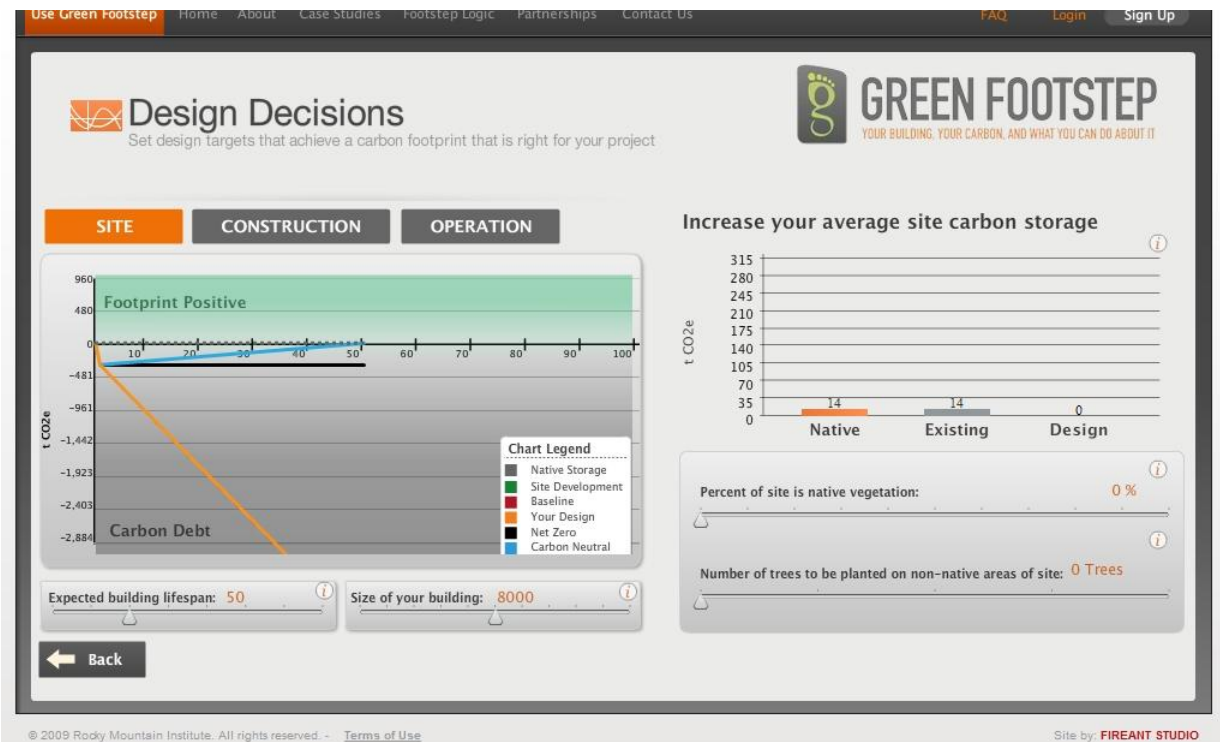 Use Green Footstep Home About Case Studies Footstep Logic Partnerships Contact Us FAQ Login Sign Up
Design Decisions
Set design targets that achieve a carbon footprint that is right for your project
GREEN FOOTSTEP
YOUR BUILDING, YOUR CARBON, AND WHAT YOU CAN DO ABOUT IT
SITE CONSTRUCTION OPERATION
960
480
0
-481
-961
-1,442
-1,923
-2,403
-2,884
t CO2e
Footprint Positive
10 20 30 40 50 60 70 80 90 100
Carbon Debt
Chart Legend
Native Storage
Site Development
Baseline
Your Design
Net Zero
Carbon Neutral
Expected building lifespan: 50 i
Size of your building: 8000 i
Back
Increase your average site carbon storage
i
315
280
245
210
175
140
105
70
35
0
t CO2e
14 14 0
Native Existing Design
i
Percent of site is native vegetation: 0 %
i
Number of trees to be planted on non-native areas of site: 0 Trees
© 2009 Rocky Mountain Institute. All rights reserved. - Terms of Use
Site by: FIREANT STUDIO